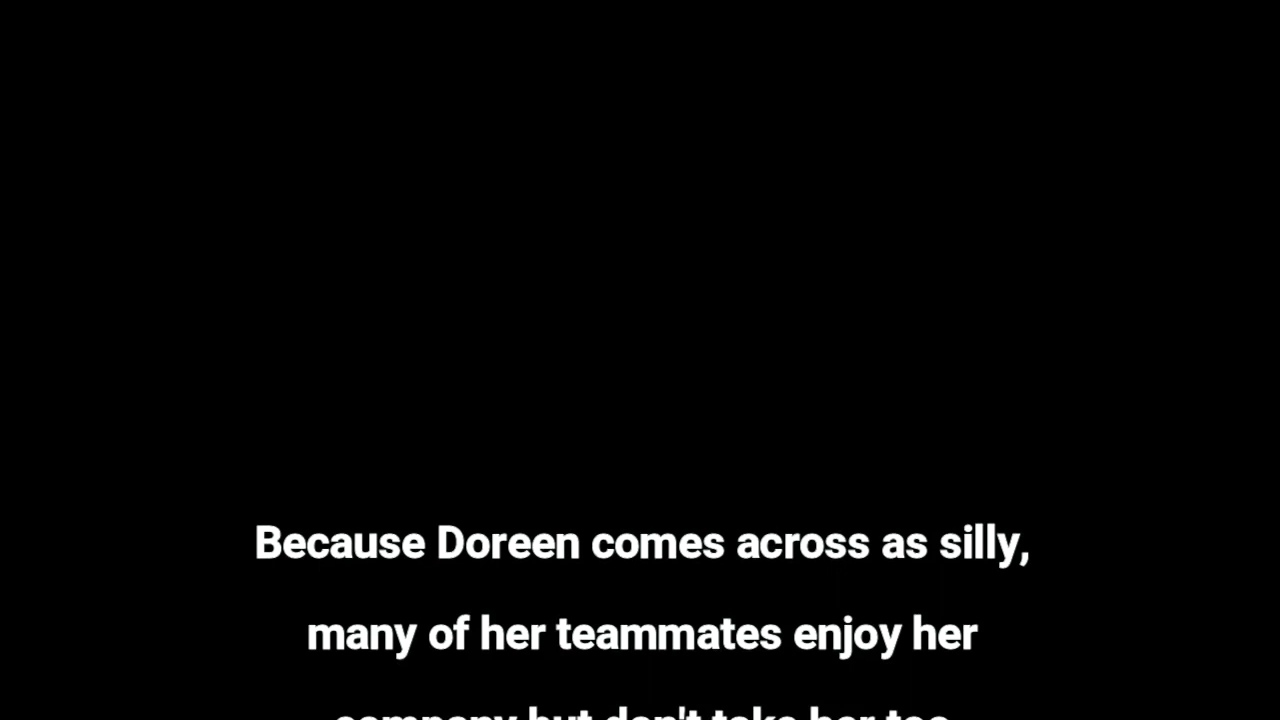 Because Doreen comes across as silly,
many of her teammates enjoy her
company but don't take her too